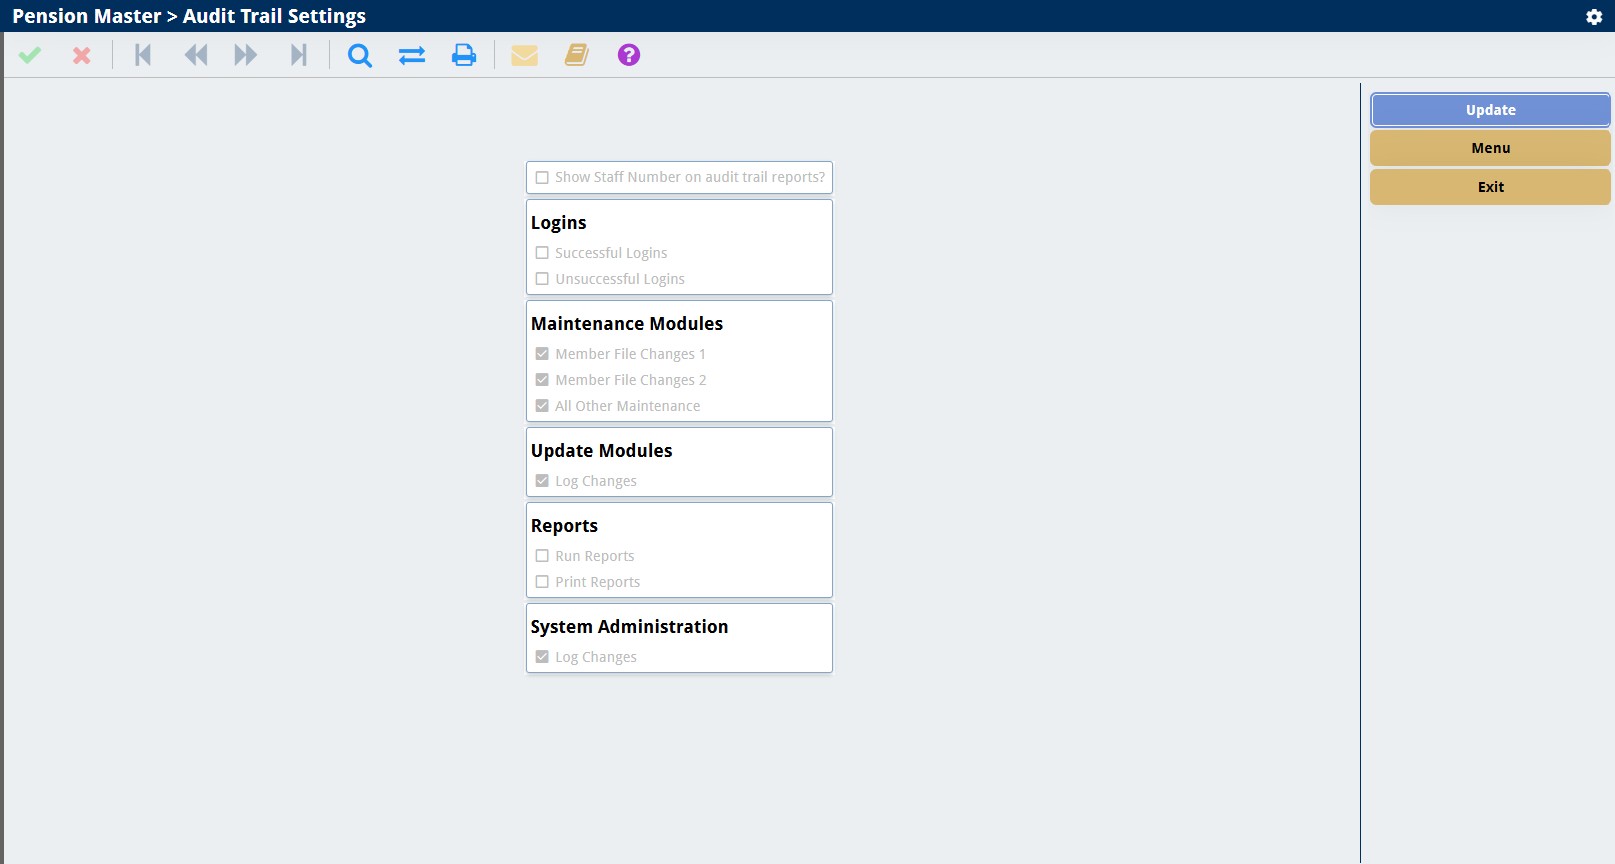 Pension Master > Audit Trail Settings
Update
Menu
Exit
Show Staff Number on audit trail reports?
Logins
Successful Logins
Unsuccessful Logins
Maintenance Modules
Member File Changes 1
Member File Changes 2
All Other Maintenance
Update Modules
Log Changes
Reports
Run Reports
Print Reports
System Administration
Log Changes